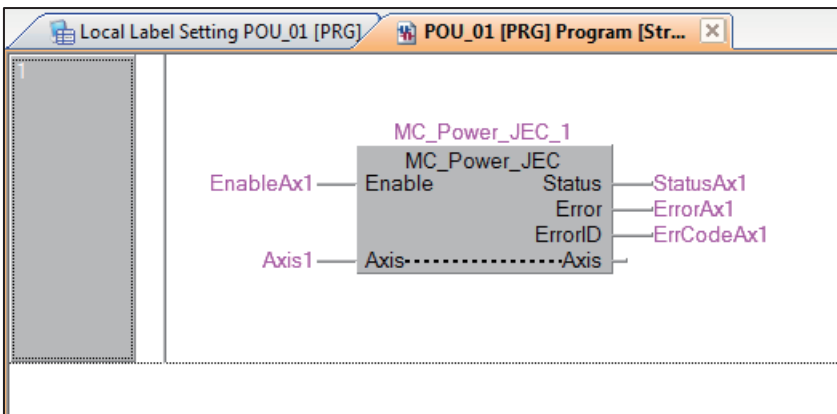 Local Label Setting POU_01 [PRG] POU_01 [PRG] Program [Str...
1
MC_Power_JEC_1
MC_Power_JEC
EnableAx1 Enable Status StatusAx1
Error ErrorAx1
ErrorID ErrCodeAx1
Axis1 Axis Axis